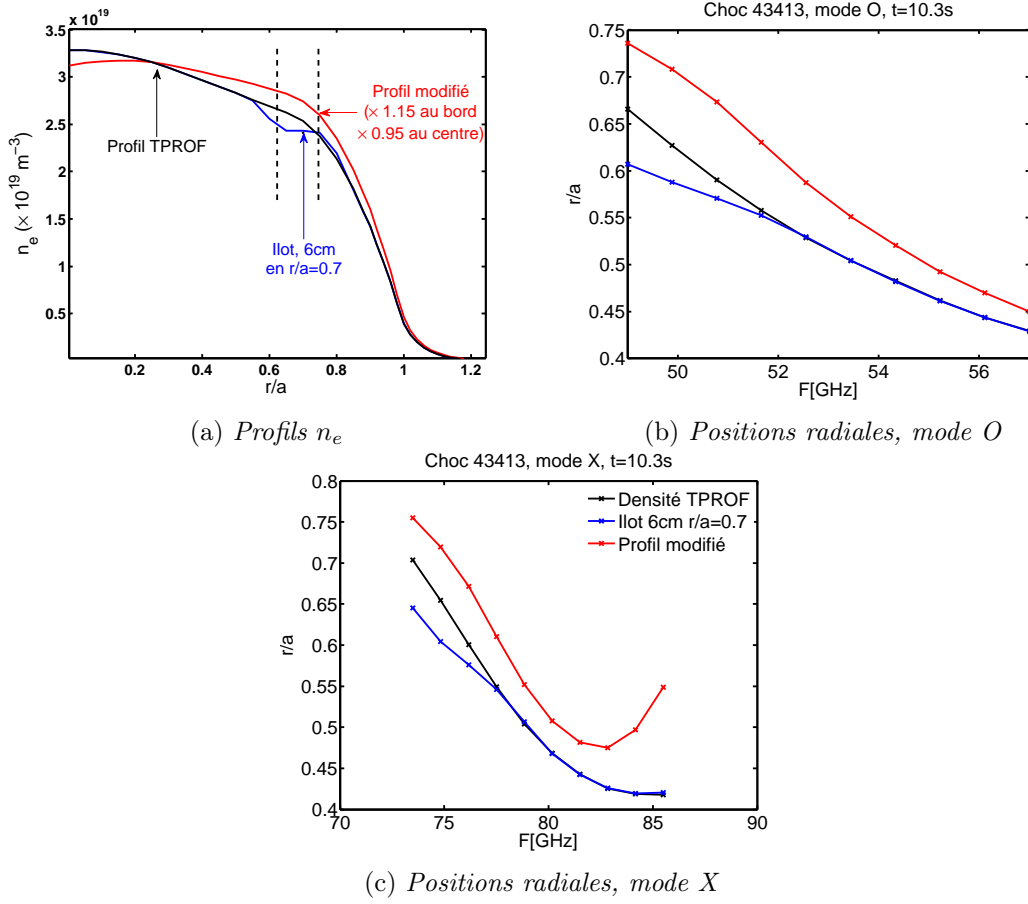 x 10^19
3.5
3
2.5
2
1.5
1
0.5
n_e (× 10^19 m^−3)
0.2 0.4 0.6 0.8 1 1.2
r/a
Profil TPROF
Profil modifié
(× 1.15 au bord
× 0.95 au centre)
Ilot, 6cm
en r/a=0.7
(a) Profils n_e
Choc 43413, mode O, t=10.3s
0.75
0.7
0.65
0.6
0.55
0.5
0.45
0.4
r/a
50 52 54 56
F[GHz]
(b) Positions radiales, mode O
Choc 43413, mode X, t=10.3s
0.8
0.75
0.7
0.65
0.6
0.55
0.5
0.45
0.4
r/a
70 75 80 85 90
F[GHz]
Densité TPROF
Ilot 6cm r/a=0.7
Profil modifié
(c) Positions radiales, mode X